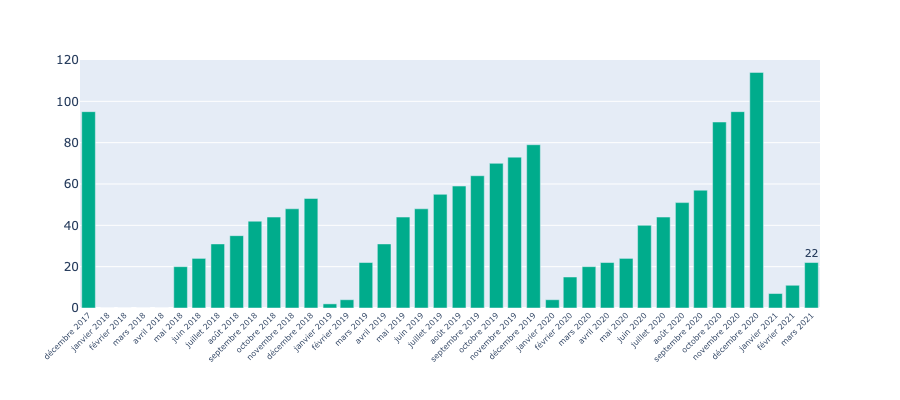 120
100
80
60
40
20
0
22
décembre 2017
janvier 2018
février 2018
mars 2018
avril 2018
mai 2018
juin 2018
juillet 2018
août 2018
septembre 2018
octobre 2018
novembre 2018
décembre 2018
janvier 2019
février 2019
mars 2019
avril 2019
mai 2019
juin 2019
juillet 2019
août 2019
septembre 2019
octobre 2019
novembre 2019
décembre 2019
janvier 2020
février 2020
mars 2020
avril 2020
mai 2020
juin 2020
juillet 2020
août 2020
septembre 2020
octobre 2020
novembre 2020
décembre 2020
janvier 2021
février 2021
mars 2021